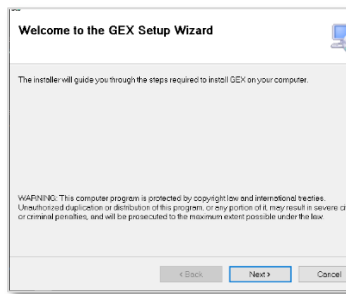 Welcome to the GEX Setup Wizard
The installer will guide you through the steps required to install GEX on your computer.
WARNING: This computer program is protected by copyright law and international treaties.
Unauthorized duplication or distribution of this program, or any portion of it, may result in severe ci
or criminal penalties, and will be prosecuted to the maximum extent possible under the law.
< Back Next > Cancel